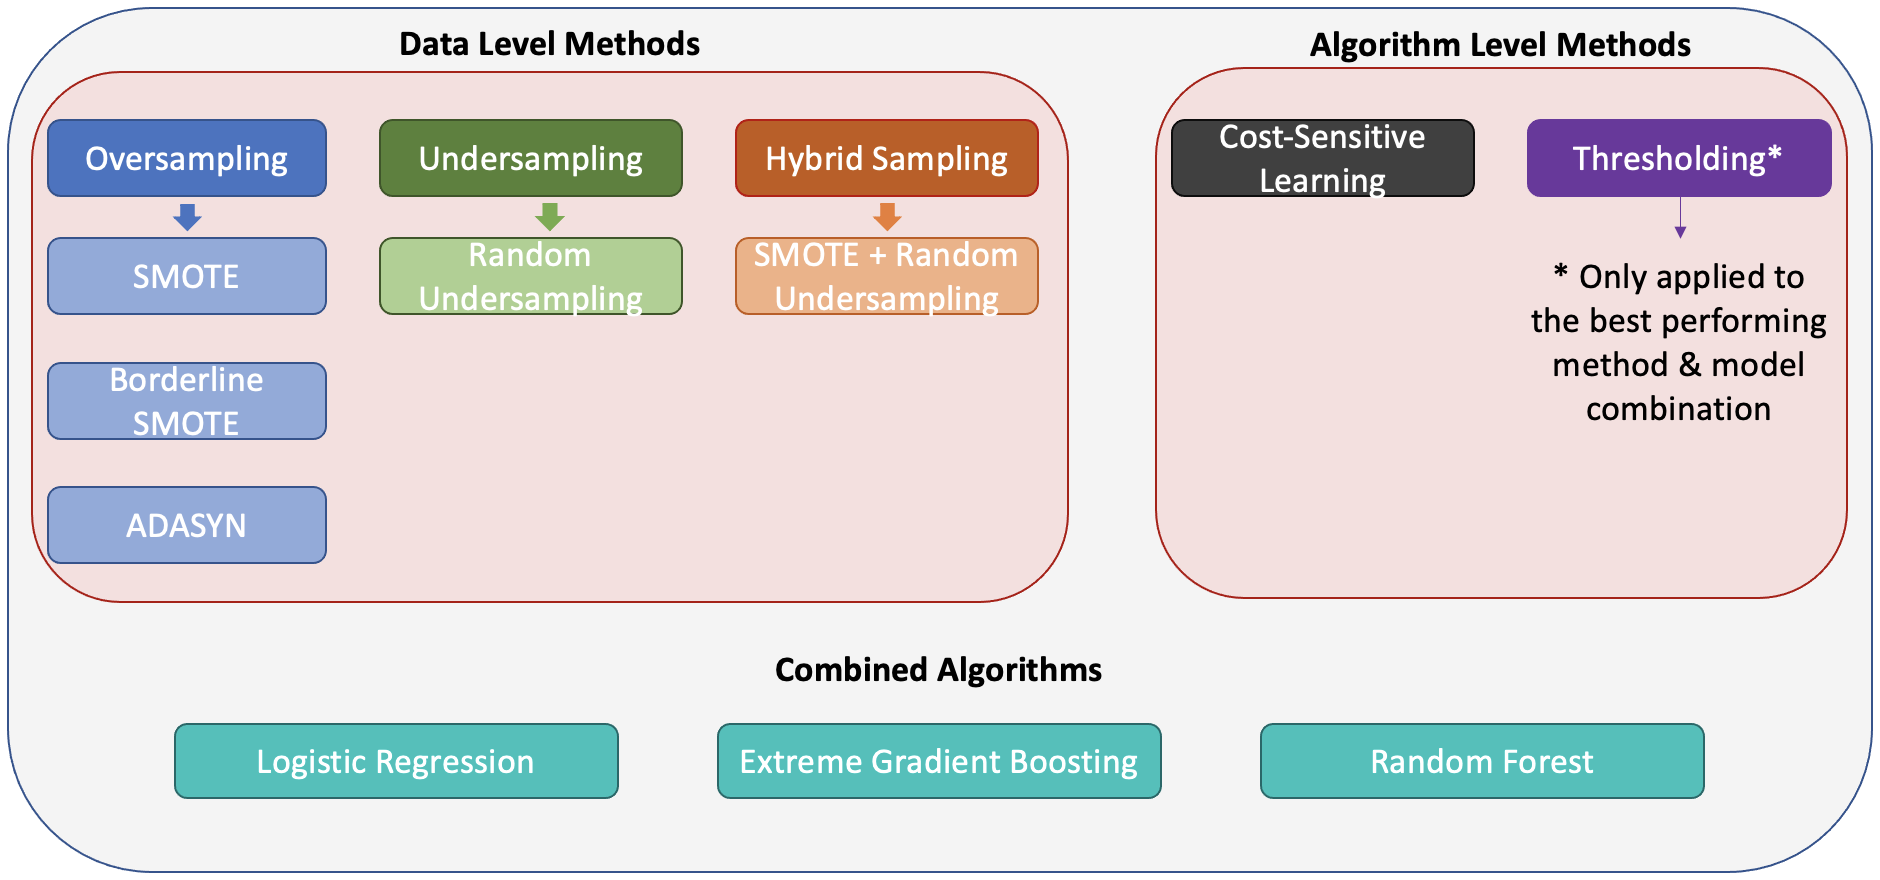 Data Level Methods
Algorithm Level Methods
Oversampling
Undersampling
Hybrid Sampling
Cost-Sensitive
Learning
Thresholding*
SMOTE
Random
Undersampling
SMOTE + Random
Undersampling
* Only applied to
the best performing
method & model
combination
Borderline
SMOTE
ADASYN
Combined Algorithms
Logistic Regression
Extreme Gradient Boosting
Random Forest